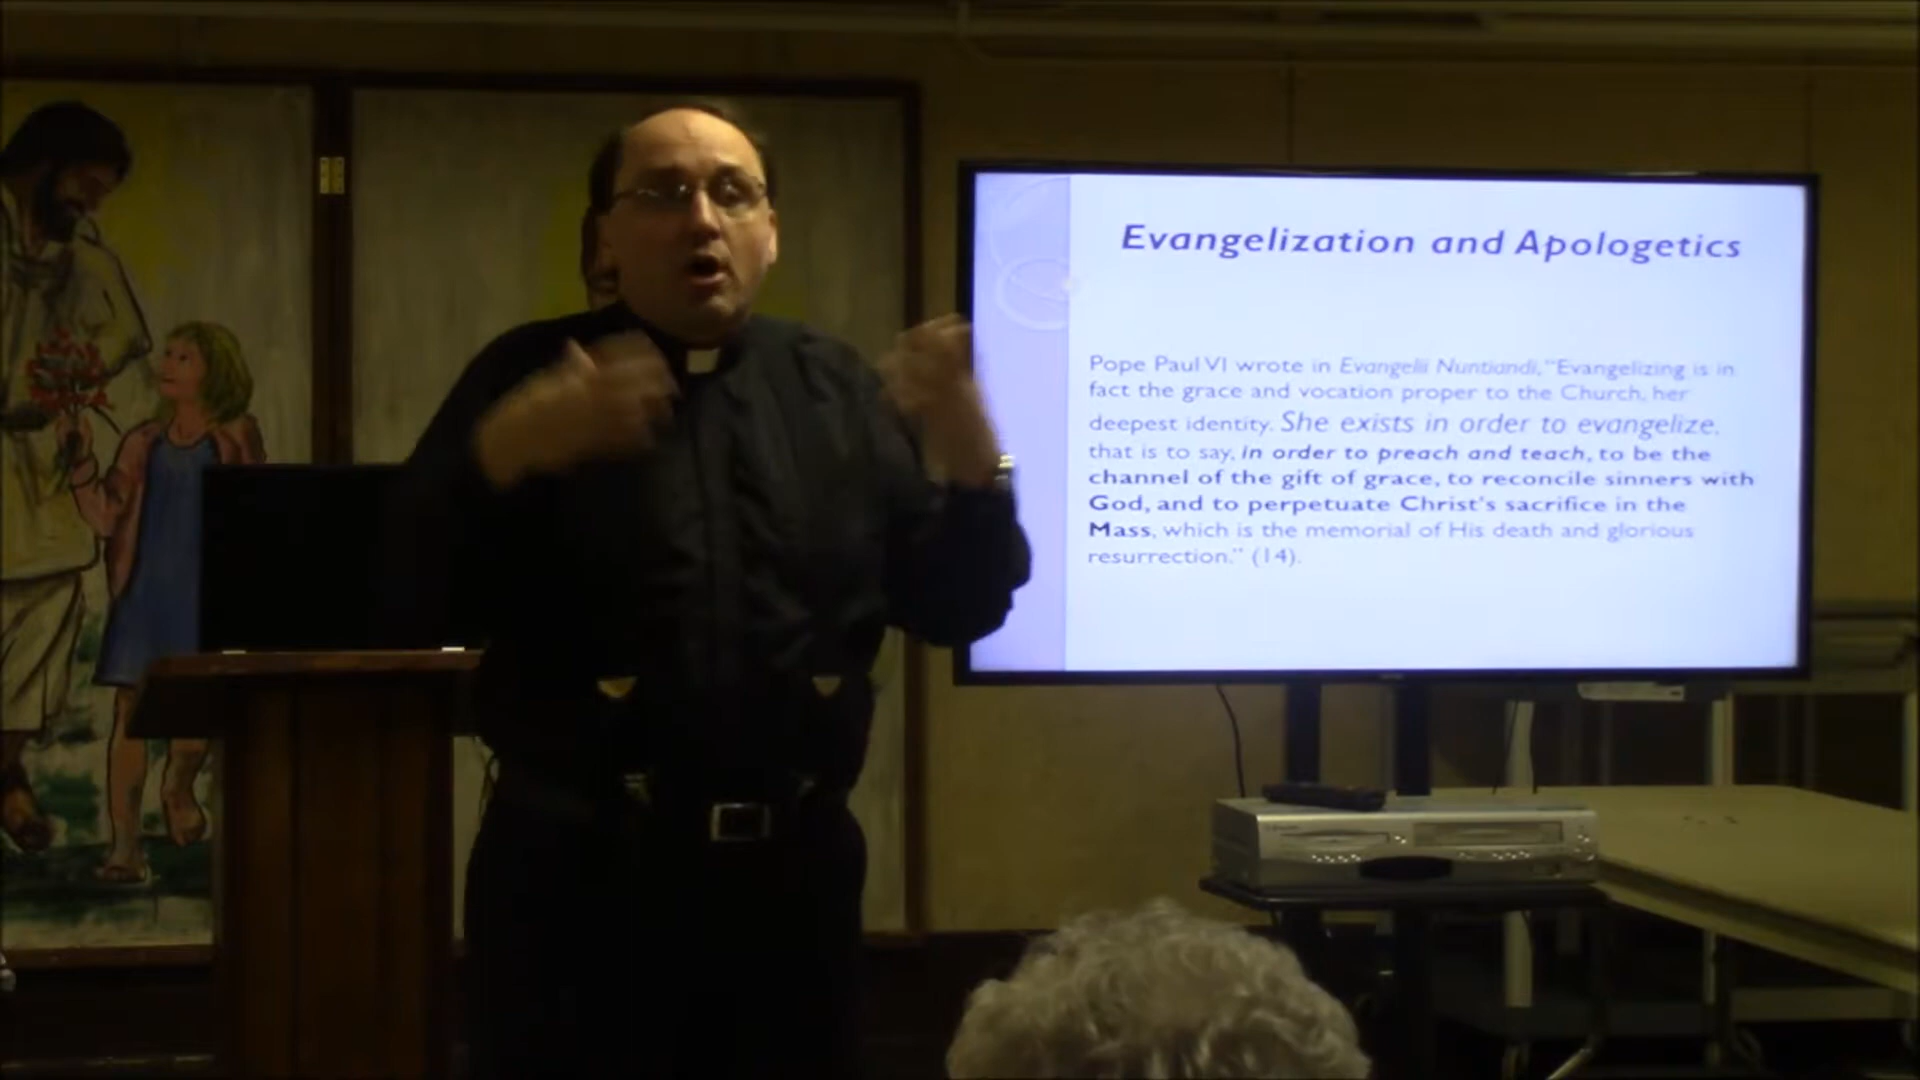 Evangelization and Apologetics
Pope Paul VI wrote in Evangelii Nuntiandi, "Evangelizing is in
fact the grace and vocation proper to the Church, her
deepest identity. She exists in order to evangelize,
that is to say, in order to preach and teach, to be the
channel of the gift of grace, to reconcile sinners with
God, and to perpetuate Christ's sacrifice in the
Mass, which is the memorial of His death and glorious
resurrection." (14).